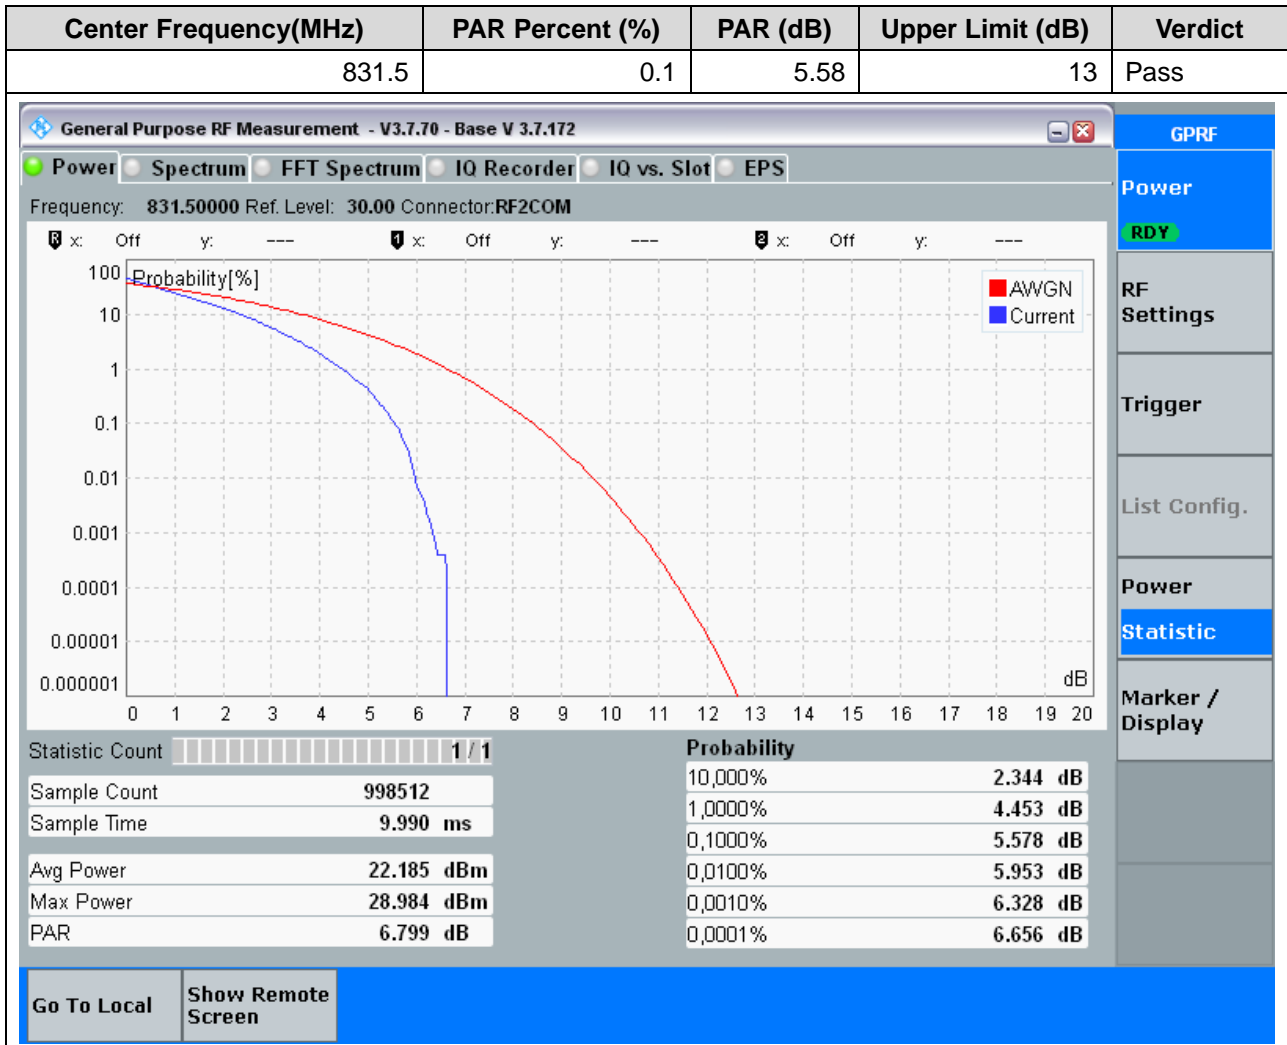 Center Frequency(MHz) PAR Percent (%) PAR (dB) Upper Limit (dB) Verdict
831.5 0.1 5.58 13 Pass
General Purpose RF Measurement - V3.7.70 - Base V 3.7.172
GPRF
Power Spectrum FFT Spectrum IQ Recorder IQ vs. Slot EPS
Power
RDY
Frequency: 831.50000 Ref. Level: 30.00 Connector:RF2COM
R x: Off y: --- 1 x: Off y: --- 2 x: Off y: ---
Probability[%]
AWGN
Current
100
10
1
0.1
0.01
0.001
0.0001
0.00001
0.000001
dB
0 1 2 3 4 5 6 7 8 9 10 11 12 13 14 15 16 17 18 19 20
RF
Settings
Trigger
List Config.
Power
Statistic
Marker /
Display
Statistic Count 1 / 1
Sample Count 998512
Sample Time 9.990 ms
Avg Power 22.185 dBm
Max Power 28.984 dBm
PAR 6.799 dB
Probability
10,000% 2.344 dB
1,0000% 4.453 dB
0,1000% 5.578 dB
0,0100% 5.953 dB
0,0010% 6.328 dB
0,0001% 6.656 dB
Go To Local
Show Remote
Screen